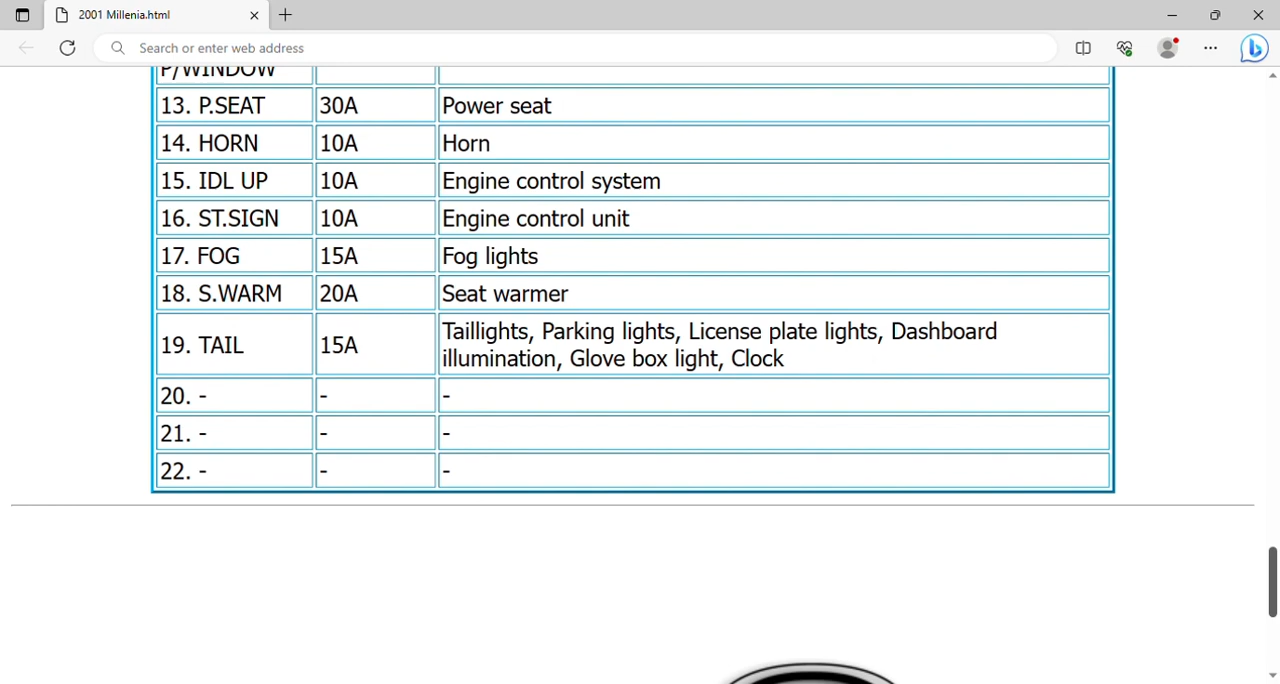 2001 Millenia.html
Search or enter web address
P/WINDOW
13. P.SEAT 30A Power seat
14. HORN 10A Horn
15. IDL UP 10A Engine control system
16. ST.SIGN 10A Engine control unit
17. FOG 15A Fog lights
18. S.WARM 20A Seat warmer
19. TAIL 15A Taillights, Parking lights, License plate lights, Dashboard
illumination, Glove box light, Clock
20. - - -
21. - - -
22. - - -